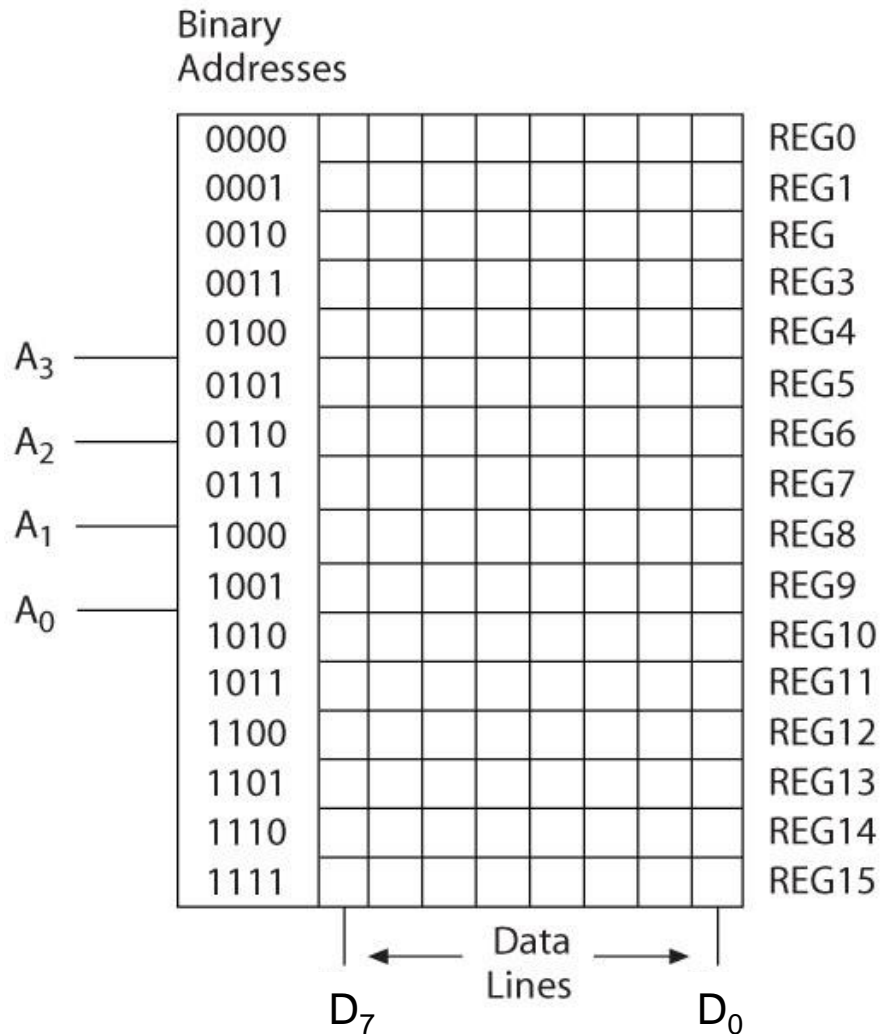 Binary
Addresses
0000 REG0
0001 REG1
0010 REG
0011 REG3
0100 REG4
A₃
0101 REG5
A₂ 0110 REG6
0111 REG7
A₁ 1000 REG8
1001 REG9
A₀
1010 REG10
1011 REG11
1100 REG12
1101 REG13
1110 REG14
1111 REG15
Data
Lines
D₇ D₀